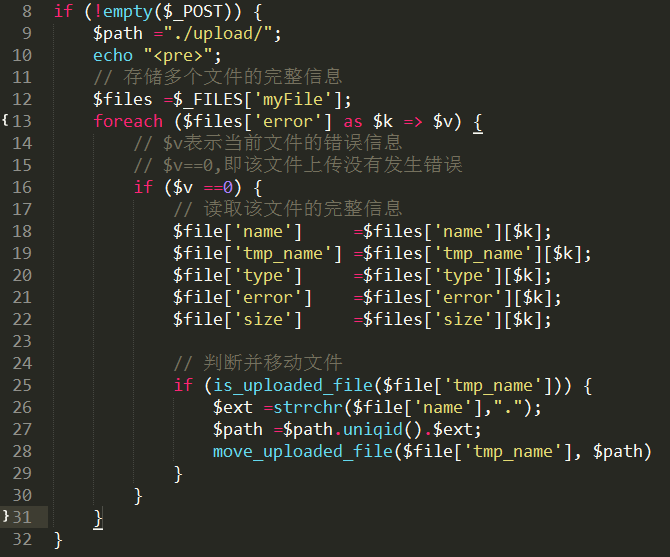 8 if (!empty($_POST)) {
9 $path ="./upload/";
10 echo "<pre>";
11 // 存储多个文件的完整信息
12 $files =$_FILES['myFile'];
{13 foreach ($files['error'] as $k => $v) {
14 // $v表示当前文件的错误信息
15 // $v==0,即该文件上传没有发生错误
16 if ($v ==0) {
17 // 读取该文件的完整信息
18 $file['name'] =$files['name'][$k];
19 $file['tmp_name'] =$files['tmp_name'][$k];
20 $file['type'] =$files['type'][$k];
21 $file['error'] =$files['error'][$k];
22 $file['size'] =$files['size'][$k];
23
24 // 判断并移动文件
25 if (is_uploaded_file($file['tmp_name'])) {
26 $ext =strrchr($file['name'],".");
27 $path =$path.uniqid().$ext;
28 move_uploaded_file($file['tmp_name'], $path)
29 }
30 }
}31 }
32 }